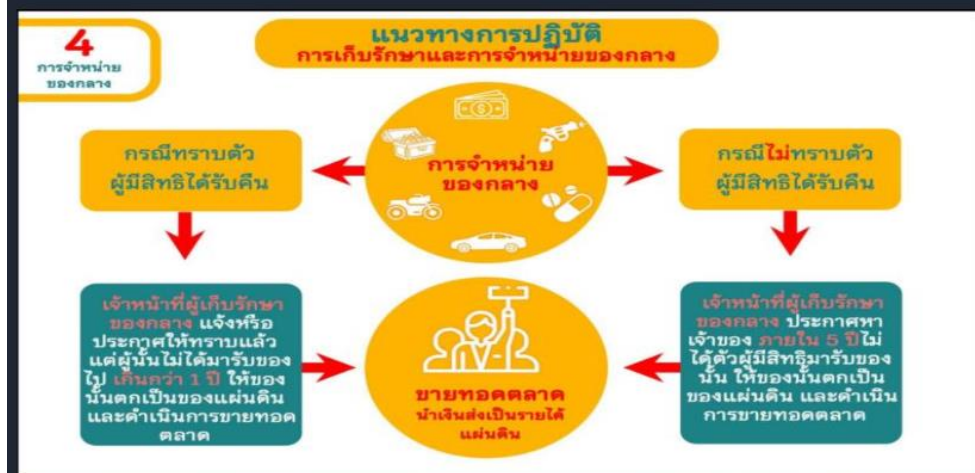 4
การจำหน่าย
ของกลาง
แนวทางการปฏิบัติ
การเก็บรักษาและการจำหน่ายของกลาง
กรณีทราบตัว
ผู้มีสิทธิได้รับคืน
การจำหน่าย
ของกลาง
กรณีไม่ทราบตัว
ผู้มีสิทธิได้รับคืน
เจ้าหน้าที่ผู้เก็บรักษา
ของกลาง แจ้งหรือ
ประกาศให้ทราบแล้ว
แต่ผู้นั้นไม่ได้มารับของ
ไป เกินกว่า 1 ปี ให้ของ
นั้นตกเป็นของแผ่นดิน
และดำเนินการขายทอด
ตลาด
ขายทอดตลาด
นำเงินส่งเป็นรายได้
แผ่นดิน
เจ้าหน้าที่ผู้เก็บรักษา
ของกลาง ประกาศหา
เจ้าของ ภายใน 5 ปีไม่
ได้ตัวผู้มีสิทธิมารับของ
นั้น ให้ของนั้นตกเป็น
ของแผ่นดิน และดำเนิน
การขายทอดตลาด